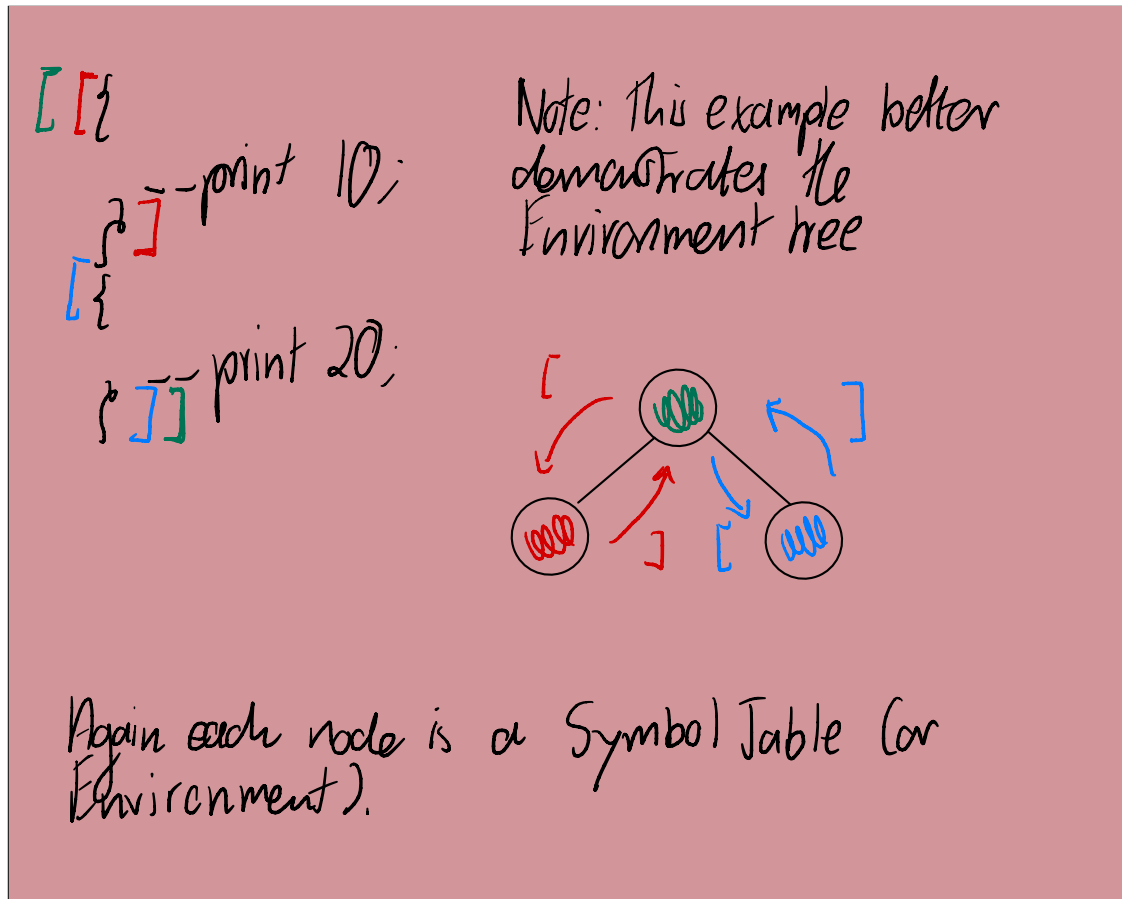 [ [ {
-- print 10;
} ]
[ {
-- print 20;
} ] ]
Note: This example better
demonstrates the
Environment tree
[
]
[
]
Again each node is a Symbol Table (or
Environment).